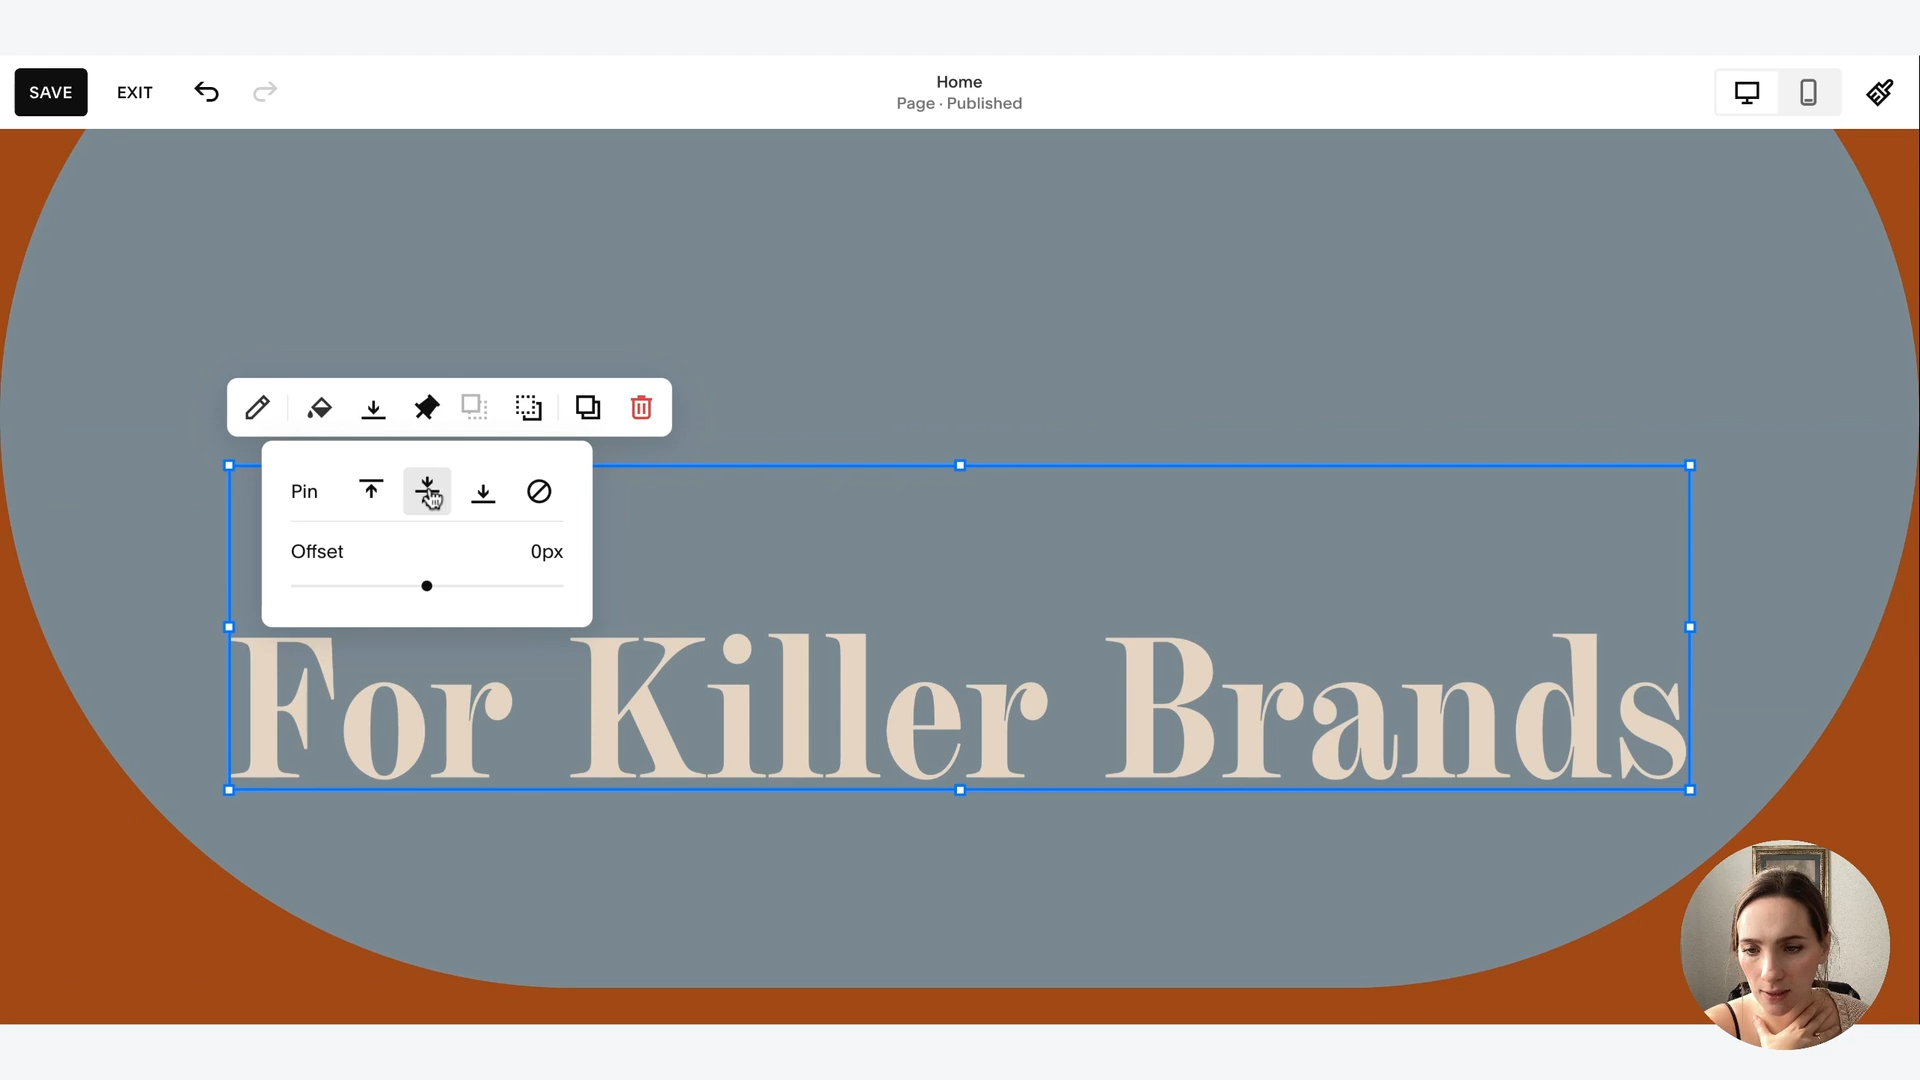 SAVE
EXIT
Home
Page · Published
Pin
Offset
0px
For Killer Brands